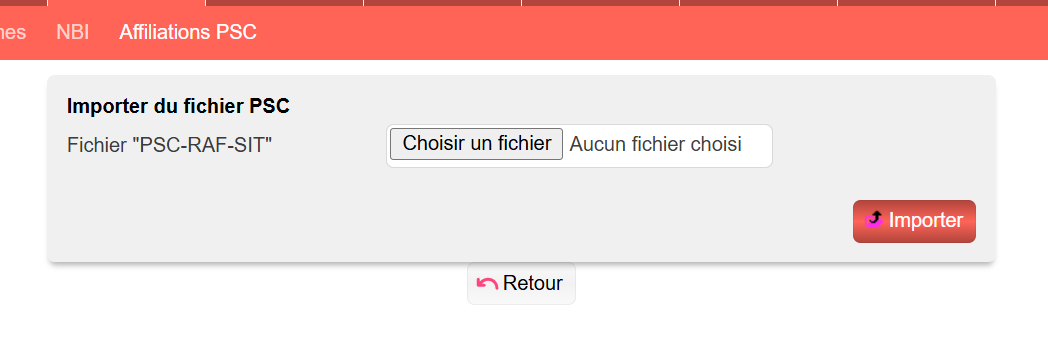 NBI Affiliations PSC
Importer du fichier PSC
Fichier "PSC-RAF-SIT" Choisir un fichier Aucun fichier choisi
Importer
Retour